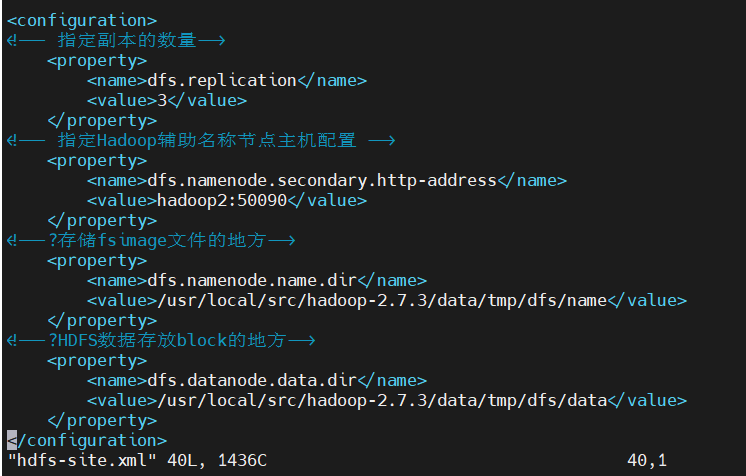 <configuration>
<!-- 指定副本的数量-->
    <property>
        <name>dfs.replication</name>
        <value>3</value>
    </property>
<!-- 指定Hadoop辅助名称节点主机配置 -->
    <property>
        <name>dfs.namenode.secondary.http-address</name>
        <value>hadoop2:50090</value>
    </property>
<!--?存储fsimage文件的地方-->
    <property>
        <name>dfs.namenode.name.dir</name>
        <value>/usr/local/src/hadoop-2.7.3/data/tmp/dfs/name</value>
    </property>
<!--?HDFS数据存放block的地方-->
    <property>
        <name>dfs.datanode.data.dir</name>
        <value>/usr/local/src/hadoop-2.7.3/data/tmp/dfs/data</value>
    </property>
</configuration>
"hdfs-site.xml" 40L, 1436C 40,1